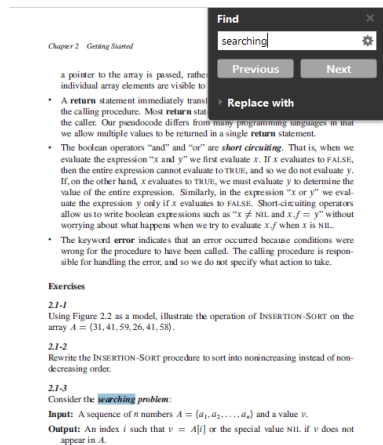 Find
searching
Previous
Next
Replace with
Chapter 2 Getting Started
a pointer to the array is passed, rather
individual array elements are visible to
• A return statement immediately transf
the calling procedure. Most return stat
the caller. Our pseudocode differs from many programming languages in that
we allow multiple values to be returned in a single return statement.
• The boolean operators “and” and “or” are short circuiting. That is, when we
evaluate the expression “x and y” we first evaluate x. If x evaluates to FALSE,
then the entire expression cannot evaluate to TRUE, and so we do not evaluate y.
If, on the other hand, x evaluates to TRUE, we must evaluate y to determine the
value of the entire expression. Similarly, in the expression “x or y” we eval-
uate the expression y only if x evaluates to FALSE. Short-circuiting operators
allow us to write boolean expressions such as “x ≠ NIL and x.f = y” without
worrying about what happens when we try to evaluate x.f when x is NIL.
• The keyword error indicates that an error occurred because conditions were
wrong for the procedure to have been called. The calling procedure is respon-
sible for handling the error, and so we do not specify what action to take.
Exercises
2.1-1
Using Figure 2.2 as a model, illustrate the operation of INSERTION-SORT on the
array A = ⟨31, 41, 59, 26, 41, 58⟩.
2.1-2
Rewrite the INSERTION-SORT procedure to sort into nonincreasing instead of non-
decreasing order.
2.1-3
Consider the searching problem:
Input: A sequence of n numbers A = ⟨a₁, a₂, . . . , aₙ⟩ and a value v.
Output: An index i such that v = A[i] or the special value NIL if v does not
appear in A.